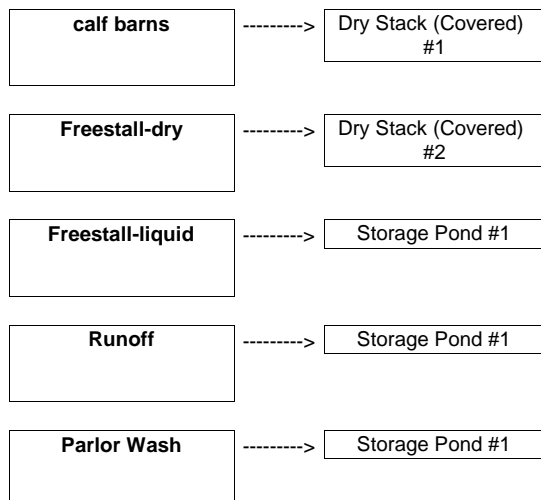 calf barns ---------> Dry Stack (Covered)
#1
Freestall-dry ---------> Dry Stack (Covered)
#2
Freestall-liquid ---------> Storage Pond #1
Runoff ---------> Storage Pond #1
Parlor Wash ---------> Storage Pond #1